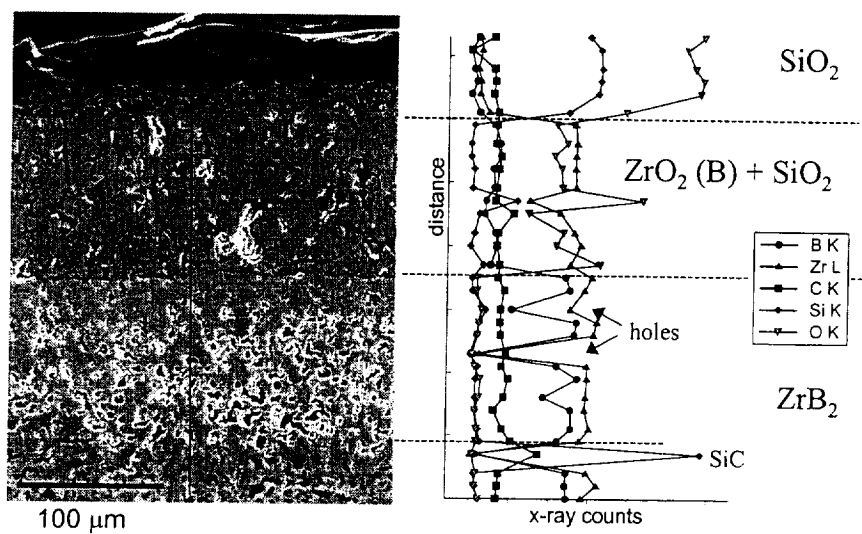 SiO₂
ZrO₂ (B) + SiO₂
distance
B K
Zr L
C K
Si K
O K
holes
ZrB₂
SiC
100 μm
x-ray counts